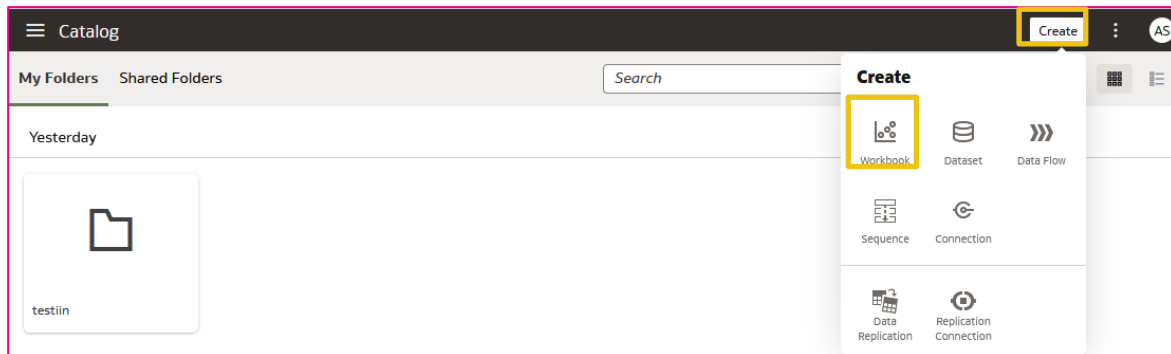 Catalog
Create
AS
My Folders Shared Folders
Search
Create
Yesterday
Workbook Dataset Data Flow
Sequence Connection
testiin
Data Replication
Replication Connection